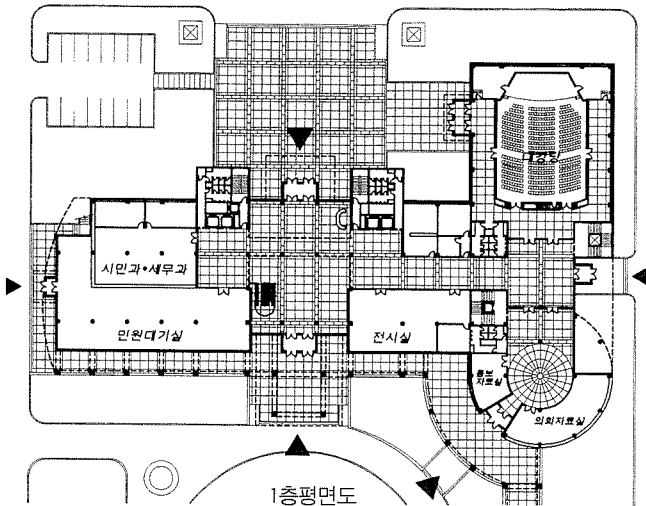 대강당
시민과•세무과
민원대기실
전시실
홍보
자료실
의회자료실
1층평면도